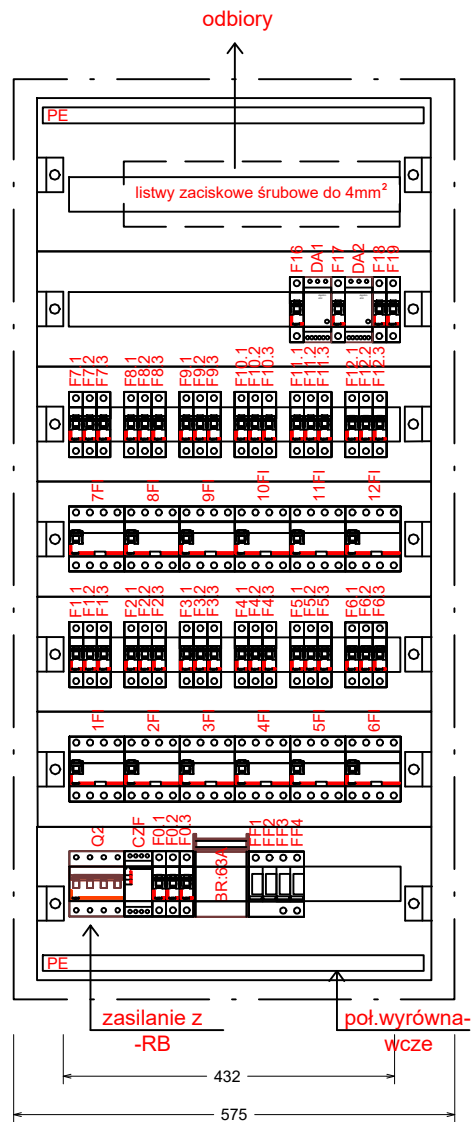 odbiory
PE
listwy zaciskowe śrubowe do 4mm²
F16 DA1 F17 DA2 F18 F19
F7.1 F7.2 F7.3 F8.1 F8.2 F8.3 F9.1 F9.2 F9.3 F10.1 F10.2 F10.3 F11.1 F11.2 F11.3 F12.1 F12.2 F12.3
7FI 8FI 9FI 10FI 11FI 12FI
F1.1 F1.2 F1.3 F2.1 F2.2 F2.3 F3.1 F3.2 F3.3 F4.1 F4.2 F4.3 F5.1 F5.2 F5.3 F6.1 F6.2 F6.3
1FI 2FI 3FI 4FI 5FI 6FI
Q2 CZF F0.1 F0.2 F0.3 BR:63A FF1 FF2 FF3 FF4
PE
zasilanie z
-RB
poł.wyrówna-
wcze
432
575